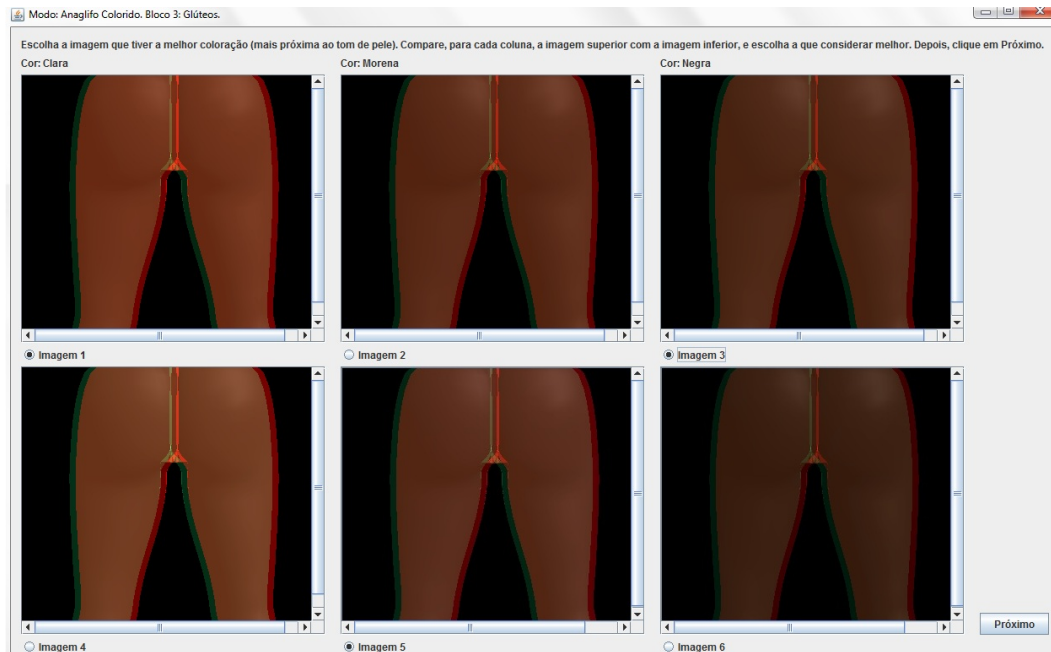 Modo: Anaglifo Colorido. Bloco 3: Glúteos.
Escolha a imagem que tiver a melhor coloração (mais próxima ao tom de pele). Compare, para cada coluna, a imagem superior com a imagem inferior, e escolha a que considerar melhor. Depois, clique em Próximo.
Cor: Clara Cor: Morena Cor: Negra
Imagem 1 Imagem 2 Imagem 3
Próximo
Imagem 4 Imagem 5 Imagem 6